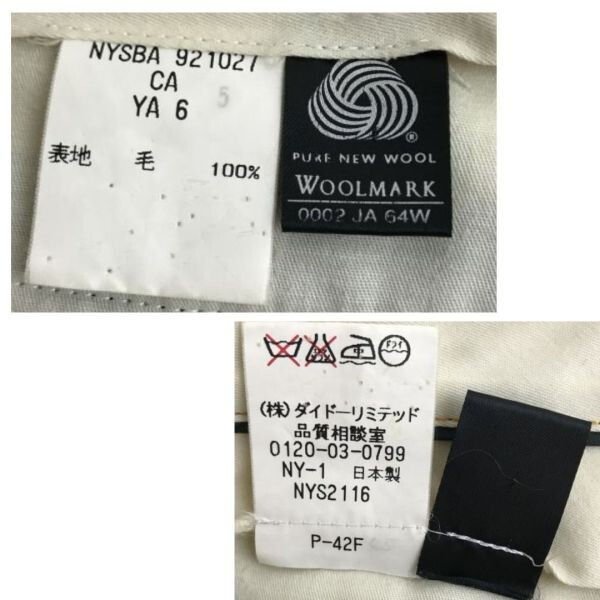 NYSBA 921027
CA
YA 6 5
表地 毛 100%
®
PURE NEW WOOL
WOOLMARK
0002 JA 64W
中 ドライ
(株)ダイドーリミテッド
品質相談室
0120-03-0799
NY-1 日本製
NYS2116
P-42F